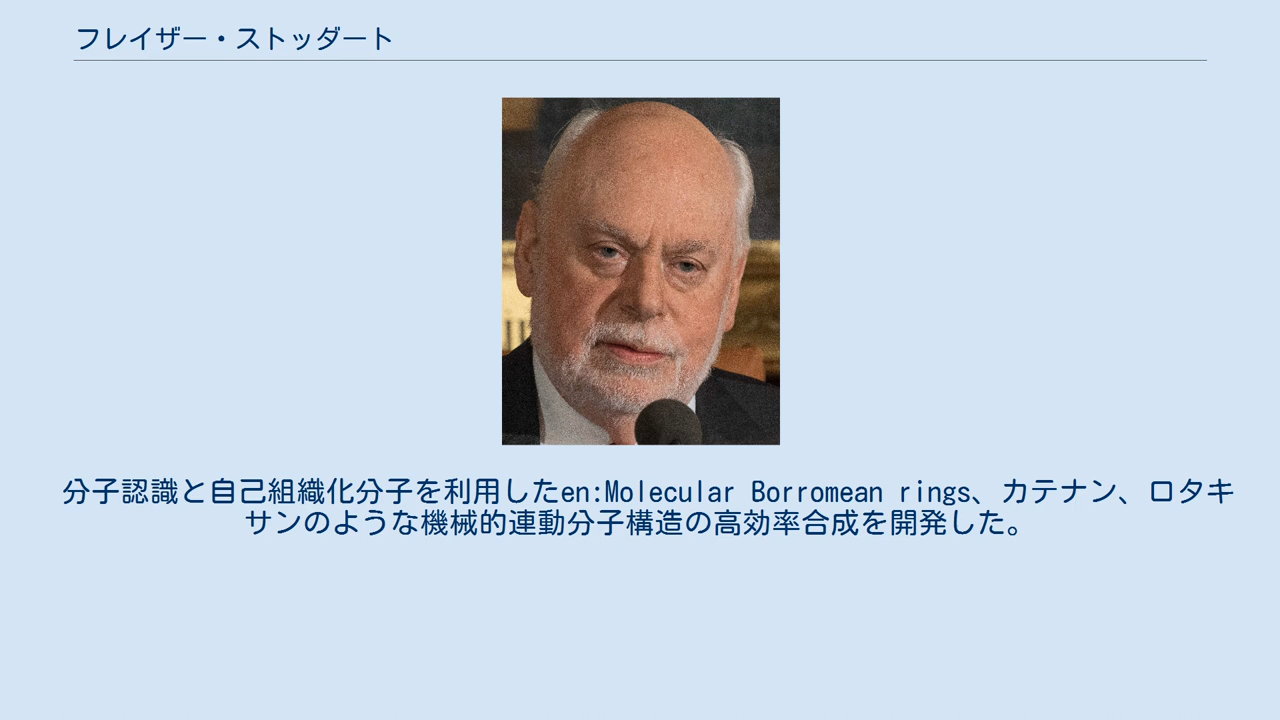 フレイザー・ストッダート
分子認識と自己組織化分子を利用したen:Molecular Borromean rings、カテナン、ロタキ
サンのような機械的連動分子構造の高効率合成を開発した。